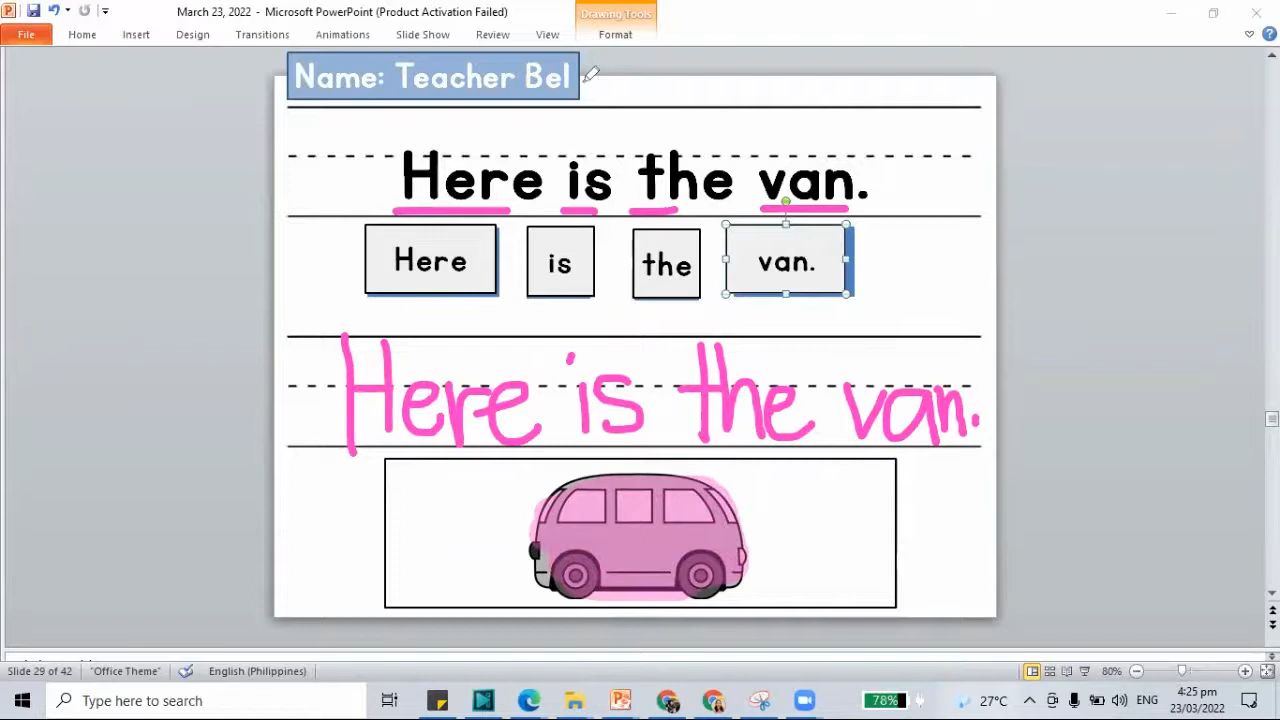 March 23, 2022 - Microsoft PowerPoint (Product Activation Failed)
Drawing Tools
File Home Insert Design Transitions Animations Slide Show Review View Format
Name: Teacher Bel
Here is the van.
Here is the van.
Here is the van.
Slide 29 of 42 "Office Theme" English (Philippines) 80%
Type here to search 78% 27°C ENG 4:25 pm
23/03/2022